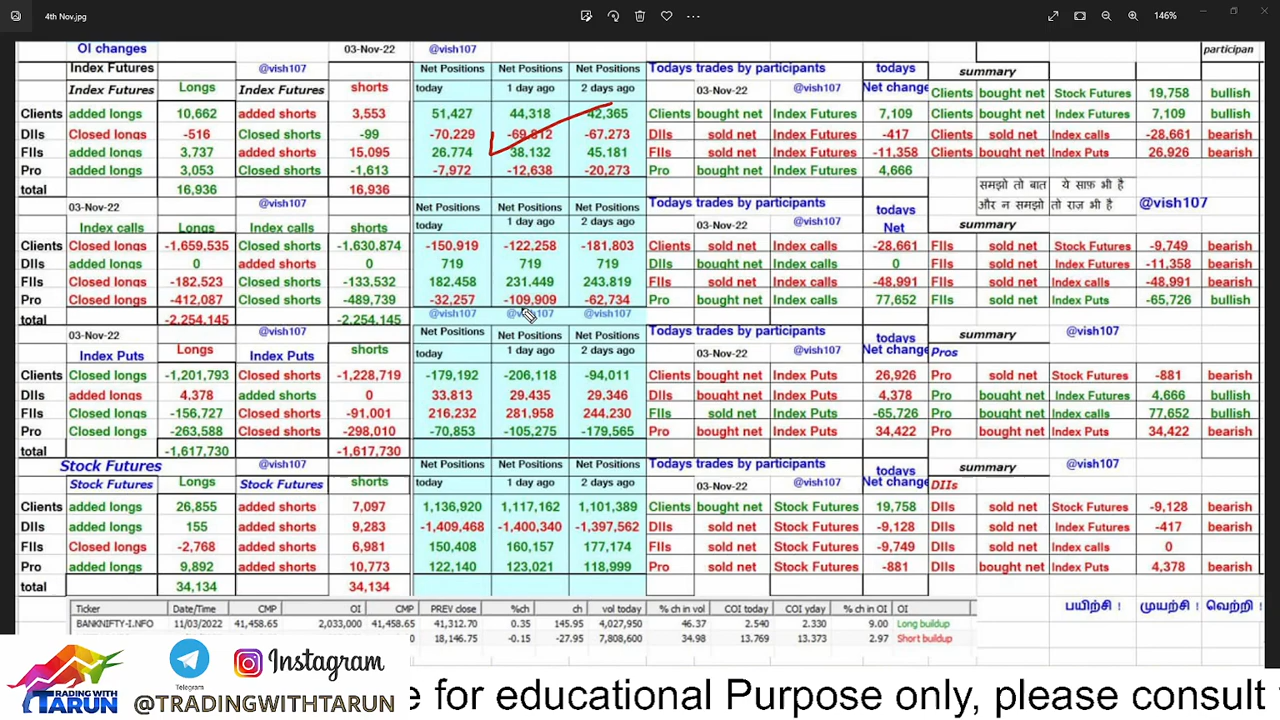 4th Nov.jpg 146%
OI changes 03-Nov-22 @vish107 participan
Index Futures @vish107 Net Positions Net Positions Net Positions Todays trades by participants todays summary
Index Futures Longs Index Futures shorts today 1 day ago 2 days ago 03-Nov-22 @vish107 Net change Clients bought net Stock Futures 19,758 bullish
Clients added longs 10,662 added shorts 3,553 51,427 44,318 42,365 Clients bought net Index Futures 7,109 Clients bought net Index Futures 7,109 bullish
DIIs Closed longs -516 Closed shorts -99 -70,229 -69,812 -67,273 DIIs sold net Index Futures -417 Clients sold net Index calls -28,661 bearish
FIIs added longs 3,737 added shorts 15,095 26,774 38,132 45,181 FIIs sold net Index Futures -11,358 Clients bought net Index Puts 26,926 bearish
Pro added longs 3,053 Closed shorts -1,613 -7,972 -12,638 -20,273 Pro bought net Index Futures 4,666
total 16,936 16,936 समझो तो बात ये साफ़ भी है
03-Nov-22 @vish107 Net Positions Net Positions Net Positions Todays trades by participants todays और न समझो तो राज भी है @vish107
Index calls Longs Index calls shorts today 1 day ago 2 days ago 03-Nov-22 @vish107 Net summary
Clients Closed longs -1,659,535 Closed shorts -1,630,874 -150,919 -122,258 -181,803 Clients sold net Index calls -28,661 FIIs sold net Stock Futures -9,749 bearish
DIIs added longs 0 added shorts 0 719 719 719 DIIs bought net Index calls 0 FIIs sold net Index Futures -11,358 bearish
FIIs Closed longs -182,523 Closed shorts -133,532 182,458 231,449 243,819 FIIs sold net Index calls -48,991 FIIs sold net Index calls -48,991 bearish
Pro Closed longs -412,087 Closed shorts -489,739 -32,257 -109,909 -62,734 Pro bought net Index calls 77,652 FIIs sold net Index Puts -65,726 bullish
total -2,254,145 -2,254,145 @vish107 @vish107 @vish107
03-Nov-22 @vish107 Net Positions Net Positions Net Positions Todays trades by participants todays summary @vish107
Index Puts Longs Index Puts shorts today 1 day ago 2 days ago 03-Nov-22 @vish107 Net change Pros
Clients Closed longs -1,201,793 Closed shorts -1,228,719 -179,192 -206,118 -94,011 Clients bought net Index Puts 26,926 Pro sold net Stock Futures -881 bearish
DIIs added longs 4,378 added shorts 0 33,813 29,435 29,346 DIIs bought net Index Puts 4,378 Pro bought net Index Futures 4,666 bullish
FIIs Closed longs -156,727 Closed shorts -91,001 216,232 281,958 244,230 FIIs sold net Index Puts -65,726 Pro bought net Index calls 77,652 bullish
Pro Closed longs -263,588 Closed shorts -298,010 -70,853 -105,275 -179,565 Pro bought net Index Puts 34,422 Pro bought net Index Puts 34,422 bearish
total -1,617,730 -1,617,730
Stock Futures @vish107 Net Positions Net Positions Net Positions Todays trades by participants todays summary @vish107
Stock Futures Longs Stock Futures shorts today 1 day ago 2 days ago 03-Nov-22 @vish107 Net change DIIs
Clients added longs 26,855 added shorts 7,097 1,136,920 1,117,162 1,101,389 Clients bought net Stock Futures 19,758 DIIs sold net Stock Futures -9,128 bearish
DIIs added longs 155 added shorts 9,283 -1,409,468 -1,400,340 -1,397,562 DIIs sold net Stock Futures -9,128 DIIs sold net Index Futures -417 bearish
FIIs Closed longs -2,768 added shorts 6,981 150,408 160,157 177,174 FIIs sold net Stock Futures -9,749 DIIs sold net Index calls 0 bearish
Pro added longs 9,892 added shorts 10,773 122,140 123,021 118,999 Pro sold net Stock Futures -881 DIIs bought net Index Puts 4,378 bearish
total 34,134 34,134
Ticker Date/Time CMP OI CMP PREV close %ch ch vol today % ch in vol COI today COI yday % ch in OI OI பயிற்சி ! முயற்சி ! வெற்றி !
BANKNIFTY-I.NFO 11/03/2022 41,458.65 2,033,000 41,458.65 41,312.70 0.35 145.95 4,027,950 46.37 2.540 2.330 9.00 Long buildup
18,146.75 -0.15 -27.95 7,808,600 34.98 13.769 13.373 2.97 Short buildup
Telegram Instagram
TRADING WITH TARUN @TRADINGWITHTARUN e for educational Purpose only, please consult